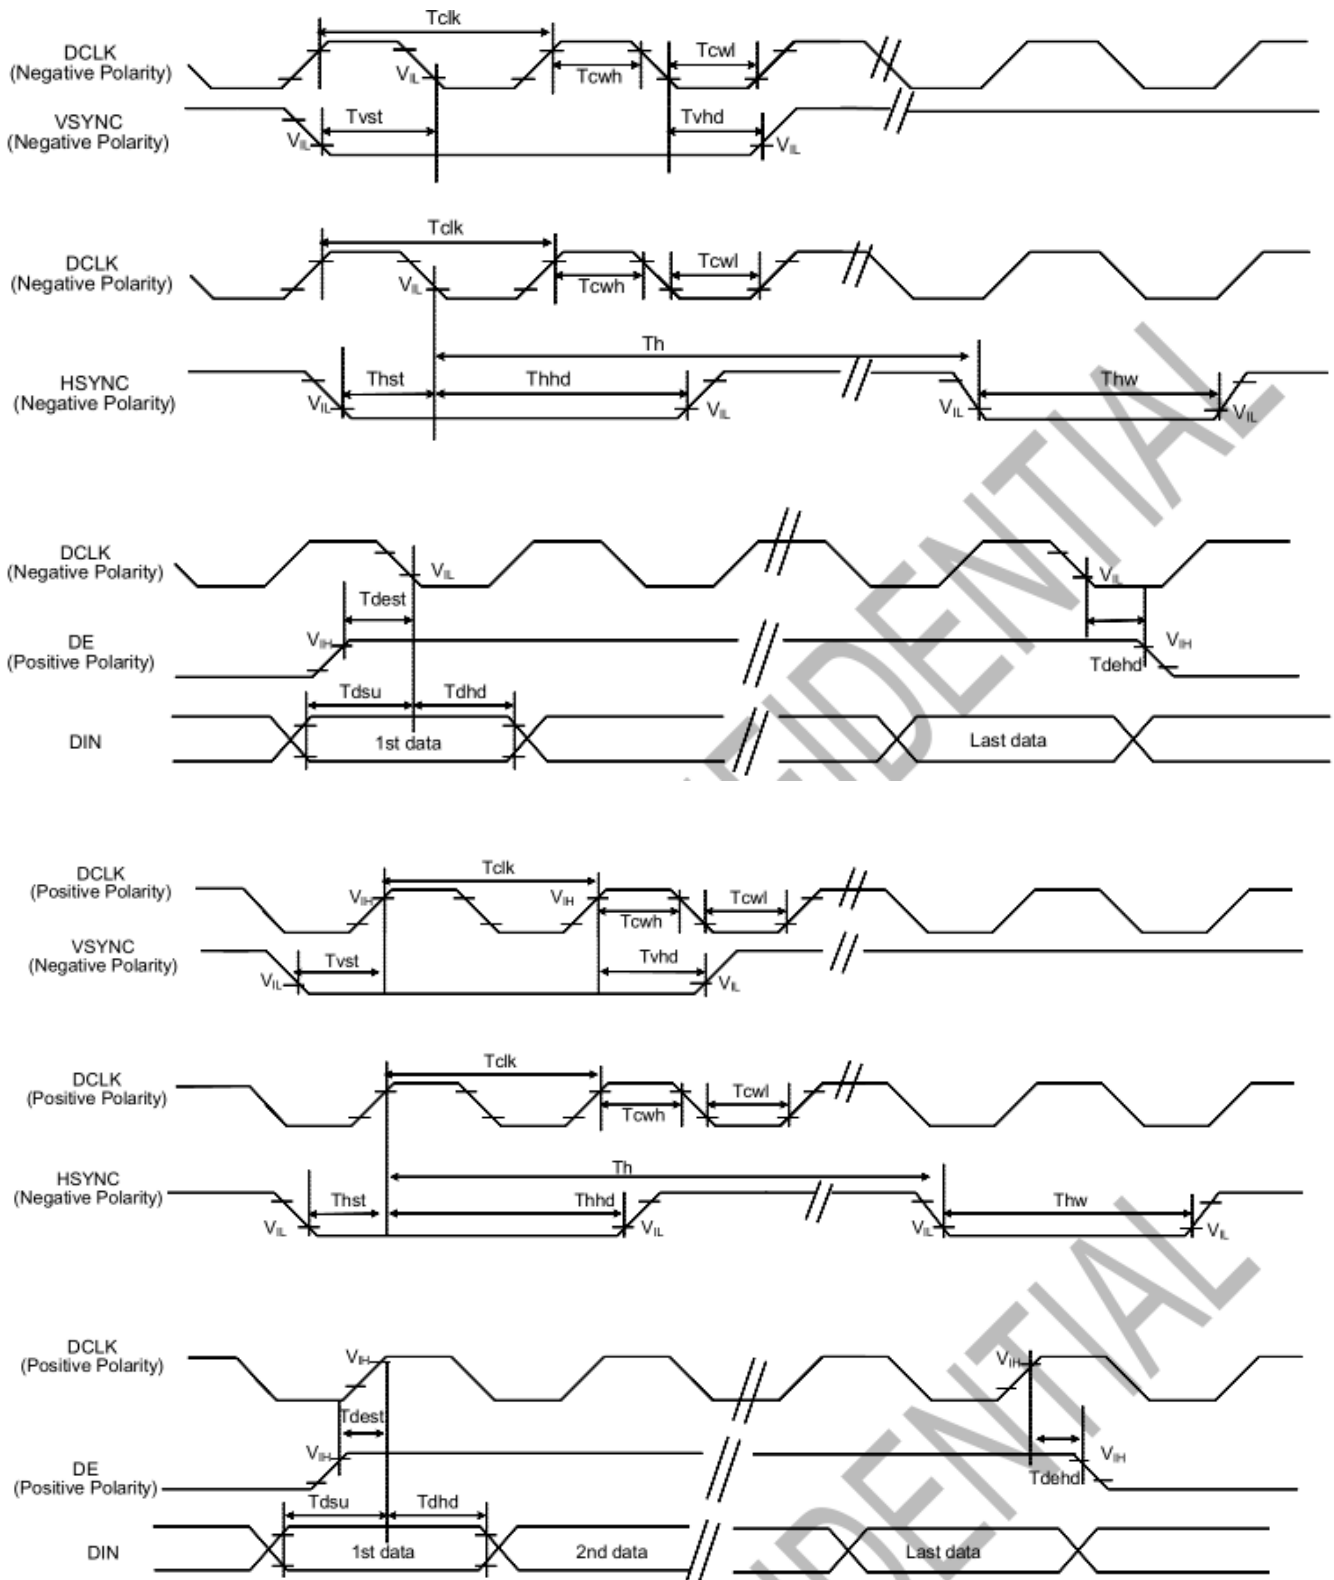 Tclk
DCLK
(Negative Polarity)
VIL
Tcwh
Tcwl
VSYNC
(Negative Polarity)
VIL
Tvst
Tvhd
VIL
Tclk
DCLK
(Negative Polarity)
VIL
Tcwh
Tcwl
Th
HSYNC
(Negative Polarity)
VIL
Thst
Thhd
VIL
VIL
Thw
VIL
DCLK
(Negative Polarity)
VIL
VIL
Tdest
DE
(Positive Polarity)
VIH
VIH
Tdehd
Tdsu
Tdhd
DIN
1st data
Last data
CONFIDENTIAL
Tclk
DCLK
(Positive Polarity)
VIH
VIH
Tcwh
Tcwl
VSYNC
(Negative Polarity)
VIL
Tvst
Tvhd
VIL
Tclk
DCLK
(Positive Polarity)
Tcwh
Tcwl
Th
HSYNC
(Negative Polarity)
VIL
Thst
Thhd
VIL
VIL
Thw
VIL
DCLK
(Positive Polarity)
VIH
VIH
Tdest
DE
(Positive Polarity)
VIH
VIH
Tdehd
Tdsu
Tdhd
DIN
1st data
2nd data
Last data
DENTIAL